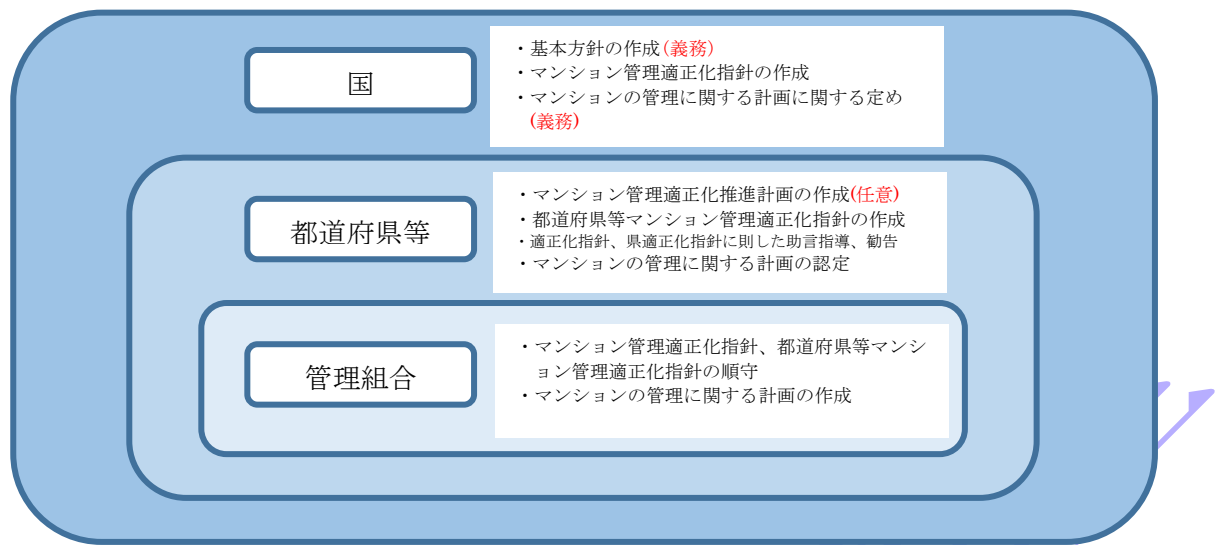 国
・基本方針の作成(義務)
・マンション管理適正化指針の作成
・マンションの管理に関する計画に関する定め
(義務)
都道府県等
・マンション管理適正化推進計画の作成(任意)
・都道府県等マンション管理適正化指針の作成
・適正化指針、県適正化指針に則した助言指導、勧告
・マンションの管理に関する計画の認定
管理組合
・マンション管理適正化指針、都道府県等マンシ
ョン管理適正化指針の順守
・マンションの管理に関する計画の作成